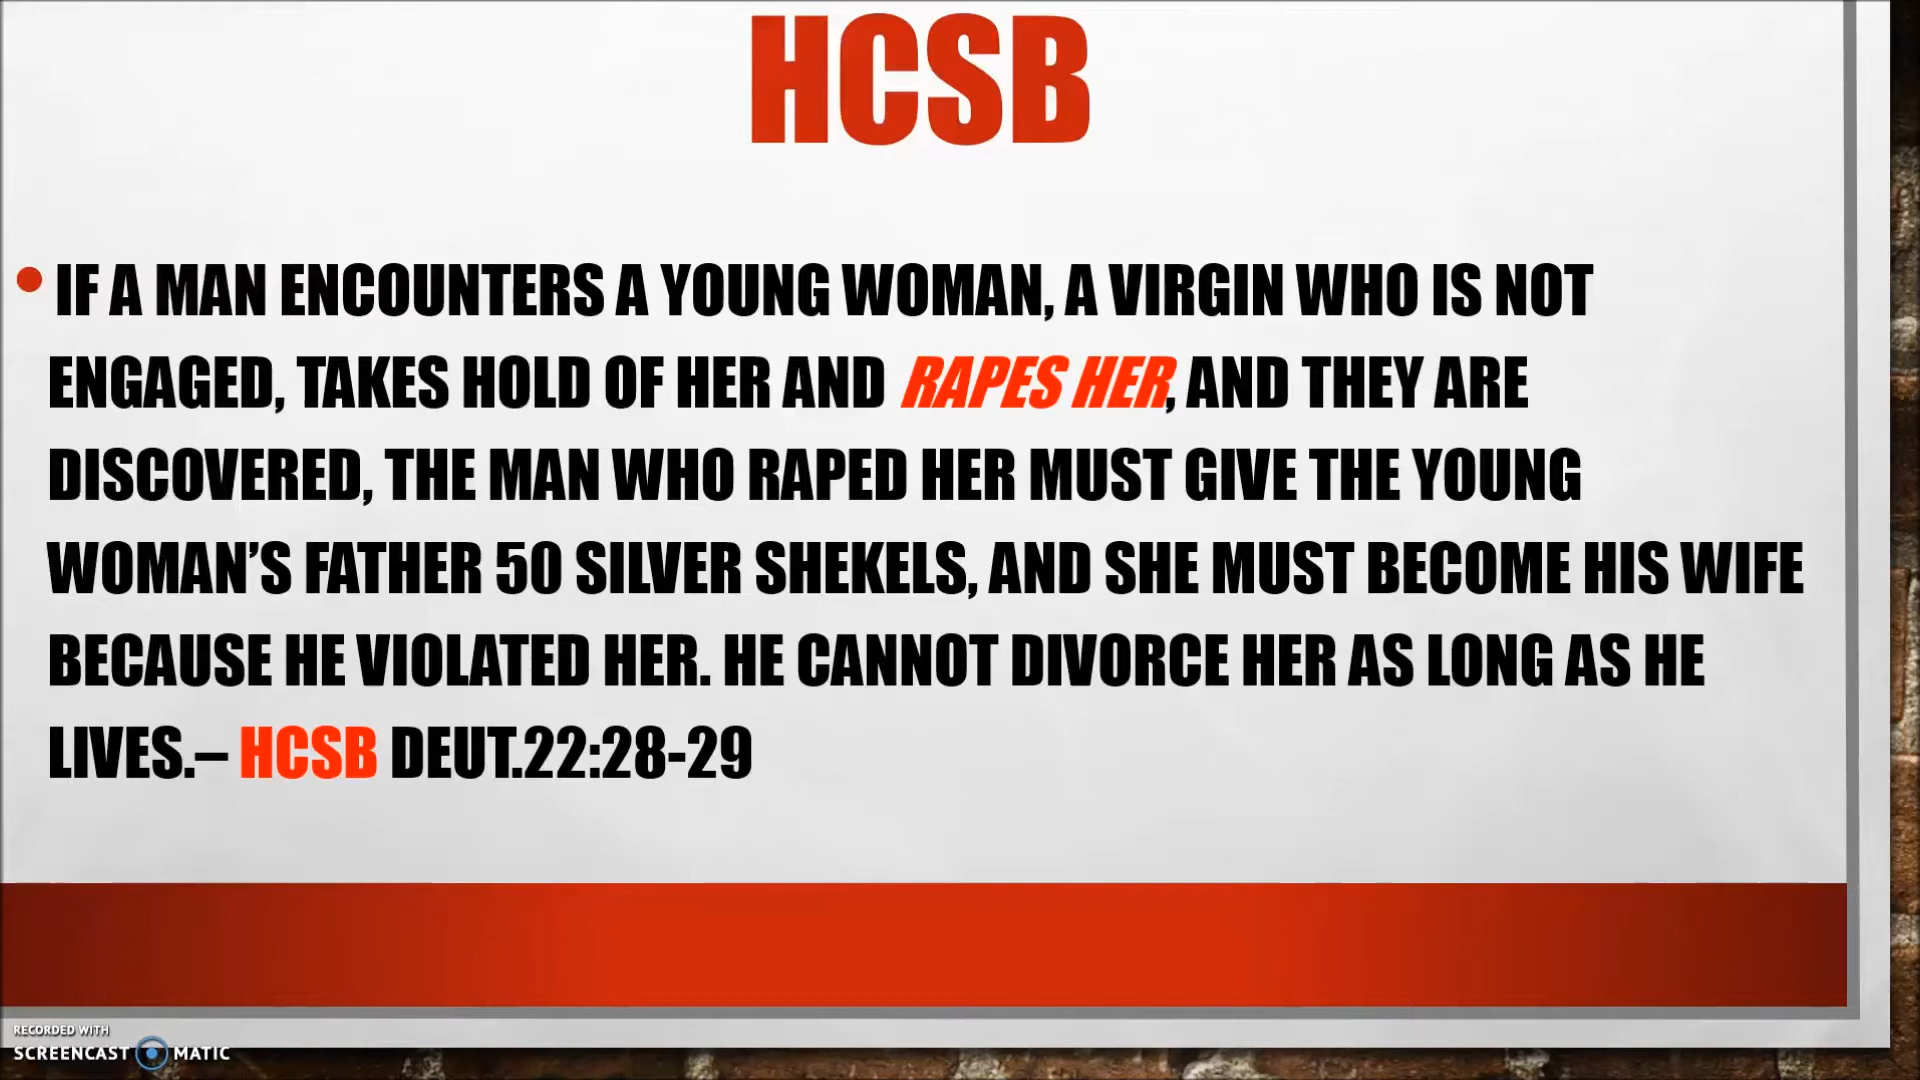 HCSB
• IF A MAN ENCOUNTERS A YOUNG WOMAN, A VIRGIN WHO IS NOT
ENGAGED, TAKES HOLD OF HER AND RAPES HER, AND THEY ARE
DISCOVERED, THE MAN WHO RAPED HER MUST GIVE THE YOUNG
WOMAN’S FATHER 50 SILVER SHEKELS, AND SHE MUST BECOME HIS WIFE
BECAUSE HE VIOLATED HER. HE CANNOT DIVORCE HER AS LONG AS HE
LIVES.– HCSB DEUT.22:28-29
RECORDED WITH
SCREENCAST MATIC